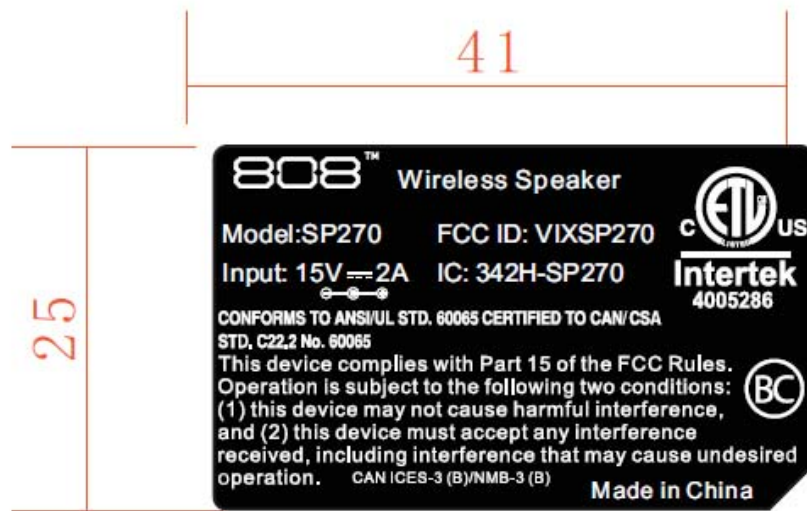 41
25
808™ Wireless Speaker
Model:SP270 FCC ID: VIXSP270
Input: 15V⎓2A IC: 342H-SP270
C ETL US
LISTED
Intertek
4005286
CONFORMS TO ANSI/UL STD. 60065 CERTIFIED TO CAN/CSA
STD, C22,2 No. 60065
This device complies with Part 15 of the FCC Rules.
Operation is subject to the following two conditions:
(1) this device may not cause harmful interference,
and (2) this device must accept any interference
received, including interference that may cause undesired
operation. CAN ICES-3 (B)/NMB-3 (B)
BC
Made in China